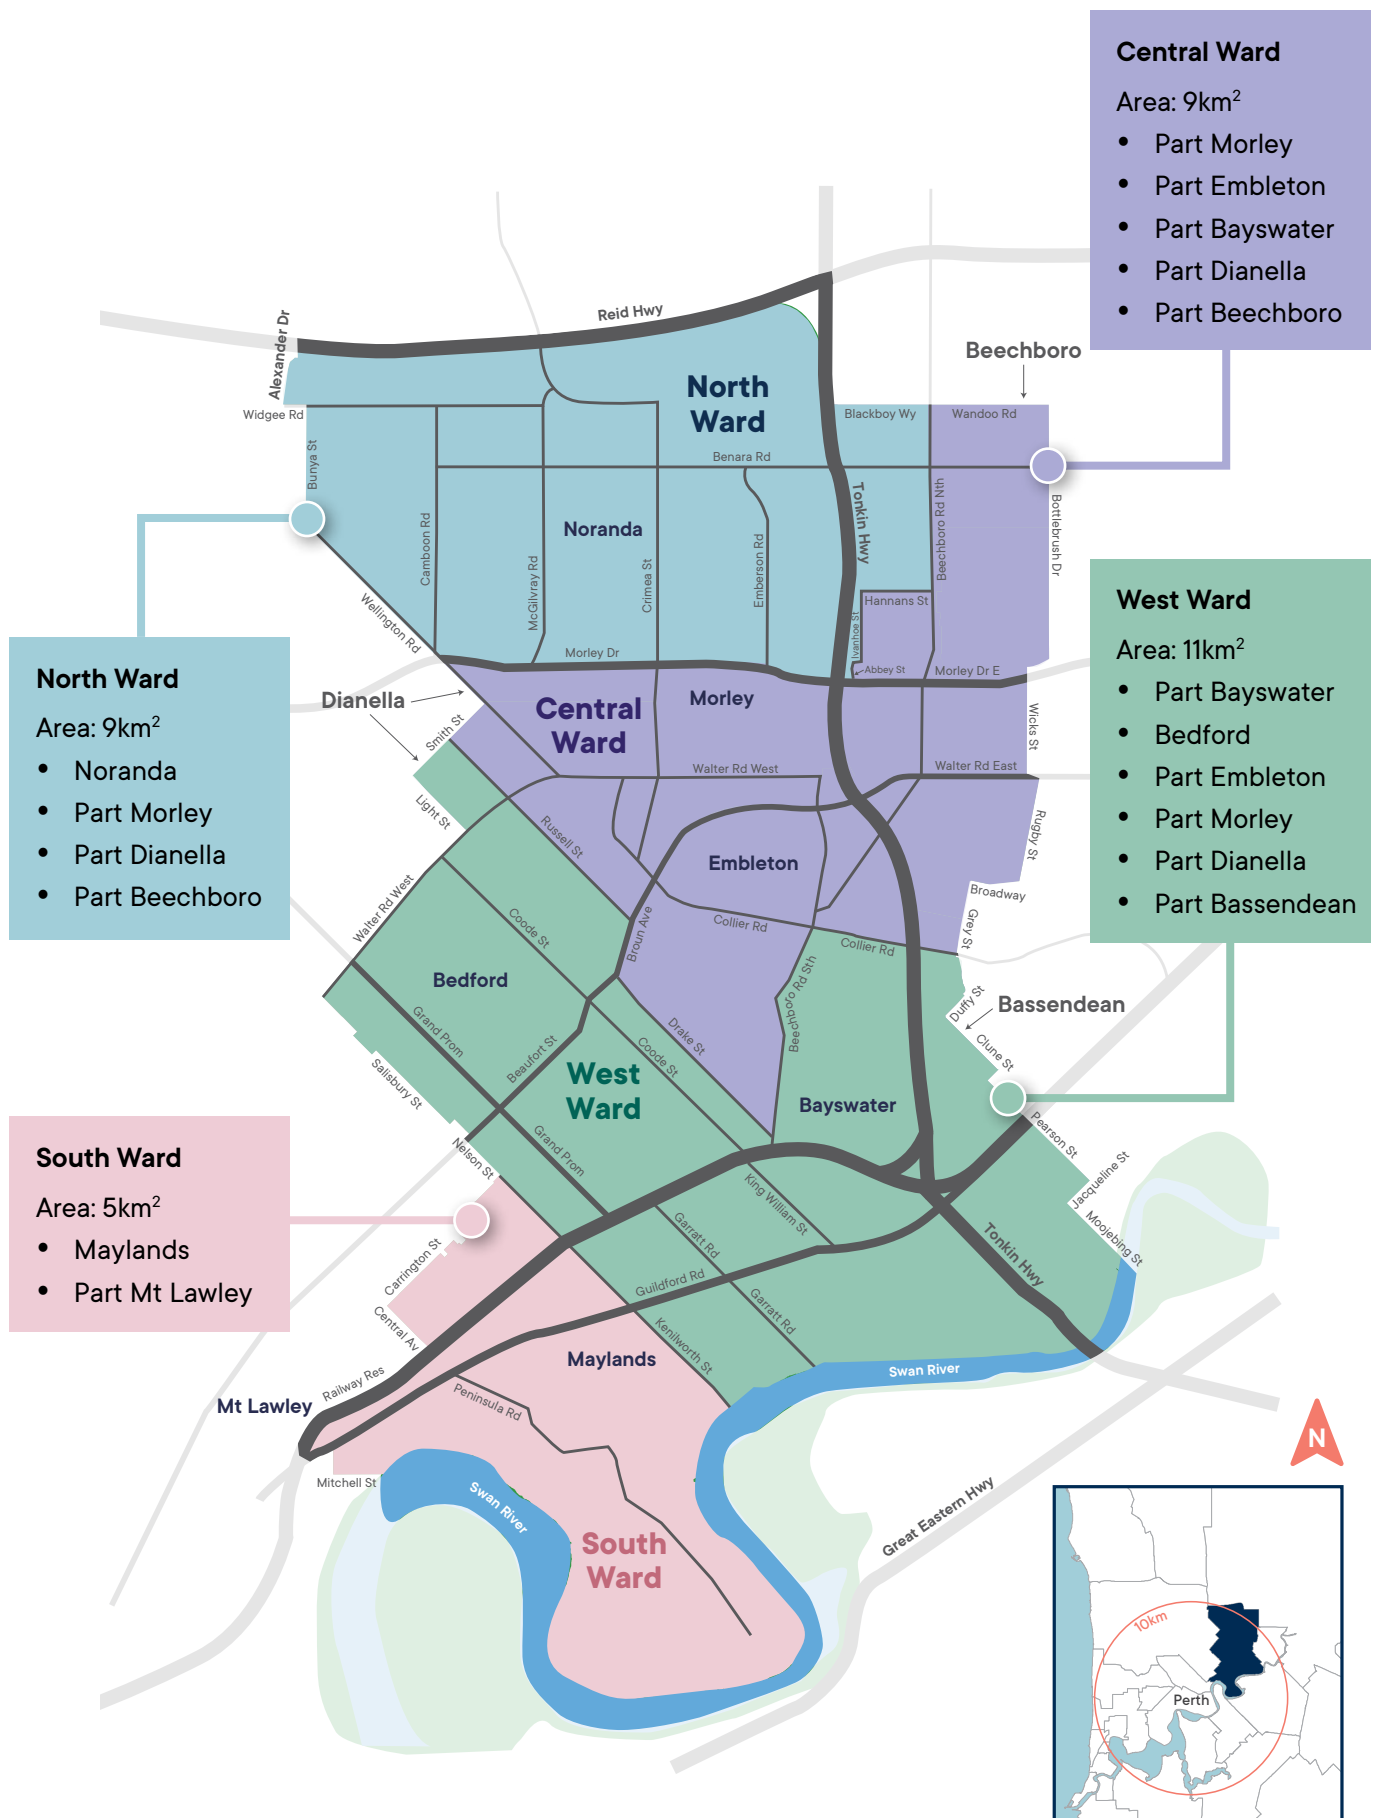 Central Ward
Area: 9km²
• Part Morley
• Part Embleton
• Part Bayswater
• Part Dianella
• Part Beechboro
Reid Hwy
Alexander Dr
Beechboro
North
Ward
Widgee Rd
Blackboy Wy
Wandoo Rd
Bunya St
Benara Rd
Tonkin Hwy
Beechboro Rd Nth
Bottlebrush Dr
Noranda
Camboon Rd
McGilvray Rd
Crimea St
Emberson Rd
Hannans St
Ivanhoe St
Abbey St
Wellington Rd
Morley Dr
Morley Dr E
West Ward
Area: 11km²
• Part Bayswater
• Bedford
• Part Embleton
• Part Morley
• Part Dianella
• Part Bassendean
North Ward
Area: 9km²
• Noranda
• Part Morley
• Part Dianella
• Part Beechboro
Dianella
Central
Ward
Morley
Smith St
Wicks St
Walter Rd West
Walter Rd East
Light St
Russell St
Rugby St
Embleton
Broadway
Walter Rd West
Coode St
Broun Ave
Collier Rd
Collier Rd
Grey St
Bedford
Beechboro Rd Sth
Duffy St
Bassendean
Grand Prom
Drake St
Clune St
Beaufort St
Coode St
Salisbury St
West
Ward
Bayswater
Pearson St
Nelson St
Grand Prom
Jacqueline St
King William St
Moojebing St
South Ward
Area: 5km²
• Maylands
• Part Mt Lawley
Garratt Rd
Tonkin Hwy
Carrington St
Guildford Rd
Garratt Rd
Central Av
Kenilworth St
Maylands
Swan River
Railway Res
Mt Lawley
Peninsula Rd
Mitchell St
Swan River
Great Eastern Hwy
N
South
Ward
10km
Perth